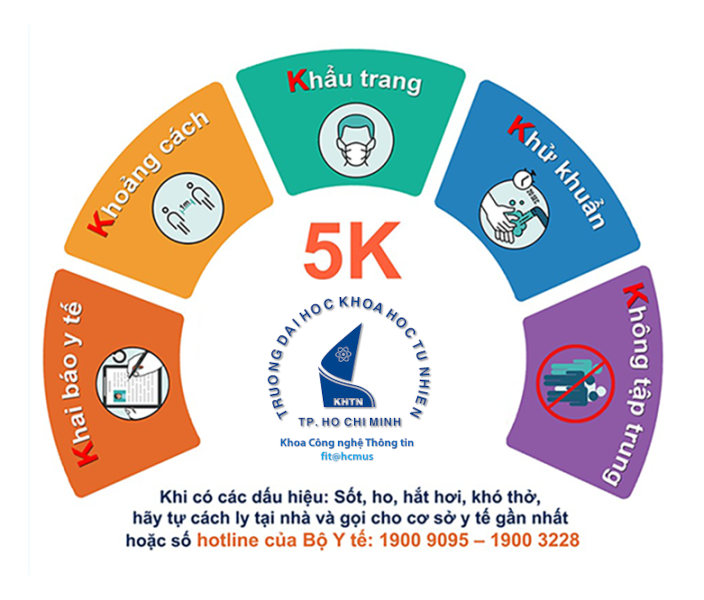 Khai báo y tế
Khoảng cách
Khẩu trang
Khử khuẩn
Không tập trung
5K
TRUONG DAI HOC KHOA HOC TU NHIEN
KHTN
TP. HO CHI MINH
Khoa Công nghệ Thông tin
fit@hcmus
Khi có các dấu hiệu: Sốt, ho, hắt hơi, khó thở,
hãy tự cách ly tại nhà và gọi cho cơ sở y tế gần nhất
hoặc số hotline của Bộ Y tế: 1900 9095 – 1900 3228